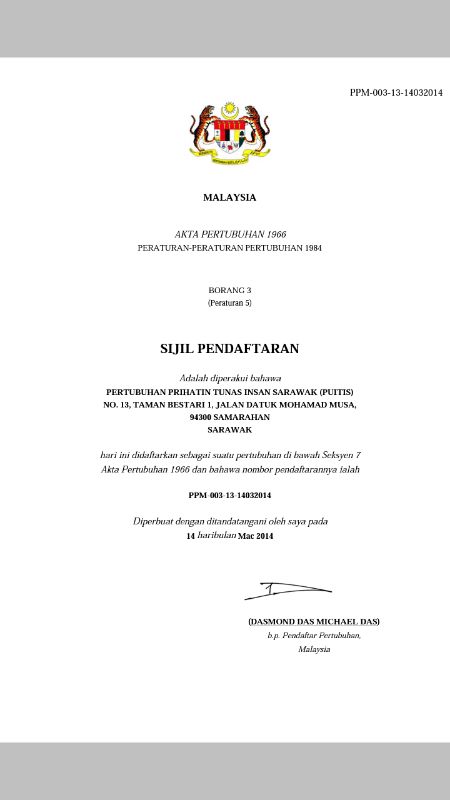 PPM-003-13-14032014
MALAYSIA
AKTA PERTUBUHAN 1966
PERATURAN-PERATURAN PERTUBUHAN 1984
BORANG 3
(Peraturan 5)
SIJIL PENDAFTARAN
Adalah diperakui bahawa
PERTUBUHAN PRIHATIN TUNAS INSAN SARAWAK (PUITIS)
NO. 13, TAMAN BESTARI 1, JALAN DATUK MOHAMAD MUSA,
94300 SAMARAHAN
SARAWAK
hari ini didaftarkan sebagai suatu pertubuhan di bawah Seksyen 7
Akta Pertubuhan 1966 dan bahawa nombor pendaftarannya ialah
PPM-003-13-14032014
Diperbuat dengan ditandatangani oleh saya pada
14 haribulan Mac 2014
(DASMOND DAS MICHAEL DAS)
b.p. Pendaftar Pertubuhan,
Malaysia